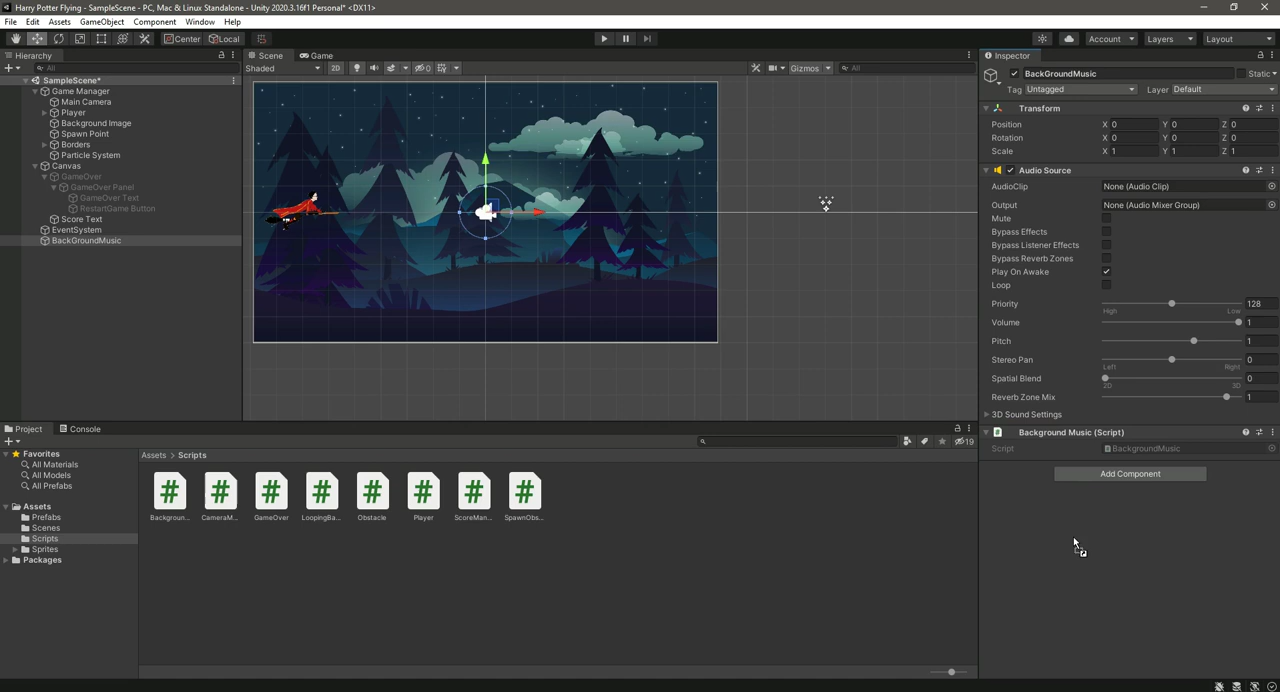 Harry Potter Flying - SampleScene - PC, Mac & Linux Standalone - Unity 2020.3.16f1 Personal* <DX11>
File Edit Assets GameObject Component Window Help
Center Local
Account Layers Layout
Hierarchy
All
SampleScene*
Game Manager
Main Camera
Player
Background Image
Spawn Point
Borders
Particle System
Canvas
GameOver
GameOver Panel
GameOver Text
RestartGame Button
Score Text
EventSystem
BackGroundMusic
Scene Game
Shaded 2D 0 Gizmos All
Inspector
BackGroundMusic Static
Tag Untagged Layer Default
Transform
Position X 0 Y 0 Z 0
Rotation X 0 Y 0 Z 0
Scale X 1 Y 1 Z 1
Audio Source
AudioClip None (Audio Clip)
Output None (Audio Mixer Group)
Mute
Bypass Effects
Bypass Listener Effects
Bypass Reverb Zones
Play On Awake
Loop
Priority 128
High Low
Volume 1
Pitch 1
Stereo Pan 0
Left Right
Spatial Blend 0
2D 3D
Reverb Zone Mix 1
3D Sound Settings
Background Music (Script)
Script BackgroundMusic
Add Component
Project Console
19
Favorites
All Materials
All Models
All Prefabs
Assets
Prefabs
Scenes
Scripts
Sprites
Packages
Assets > Scripts
Backgroun... CameraM... GameOver LoopingBa... Obstacle Player ScoreMan... SpawnObs...